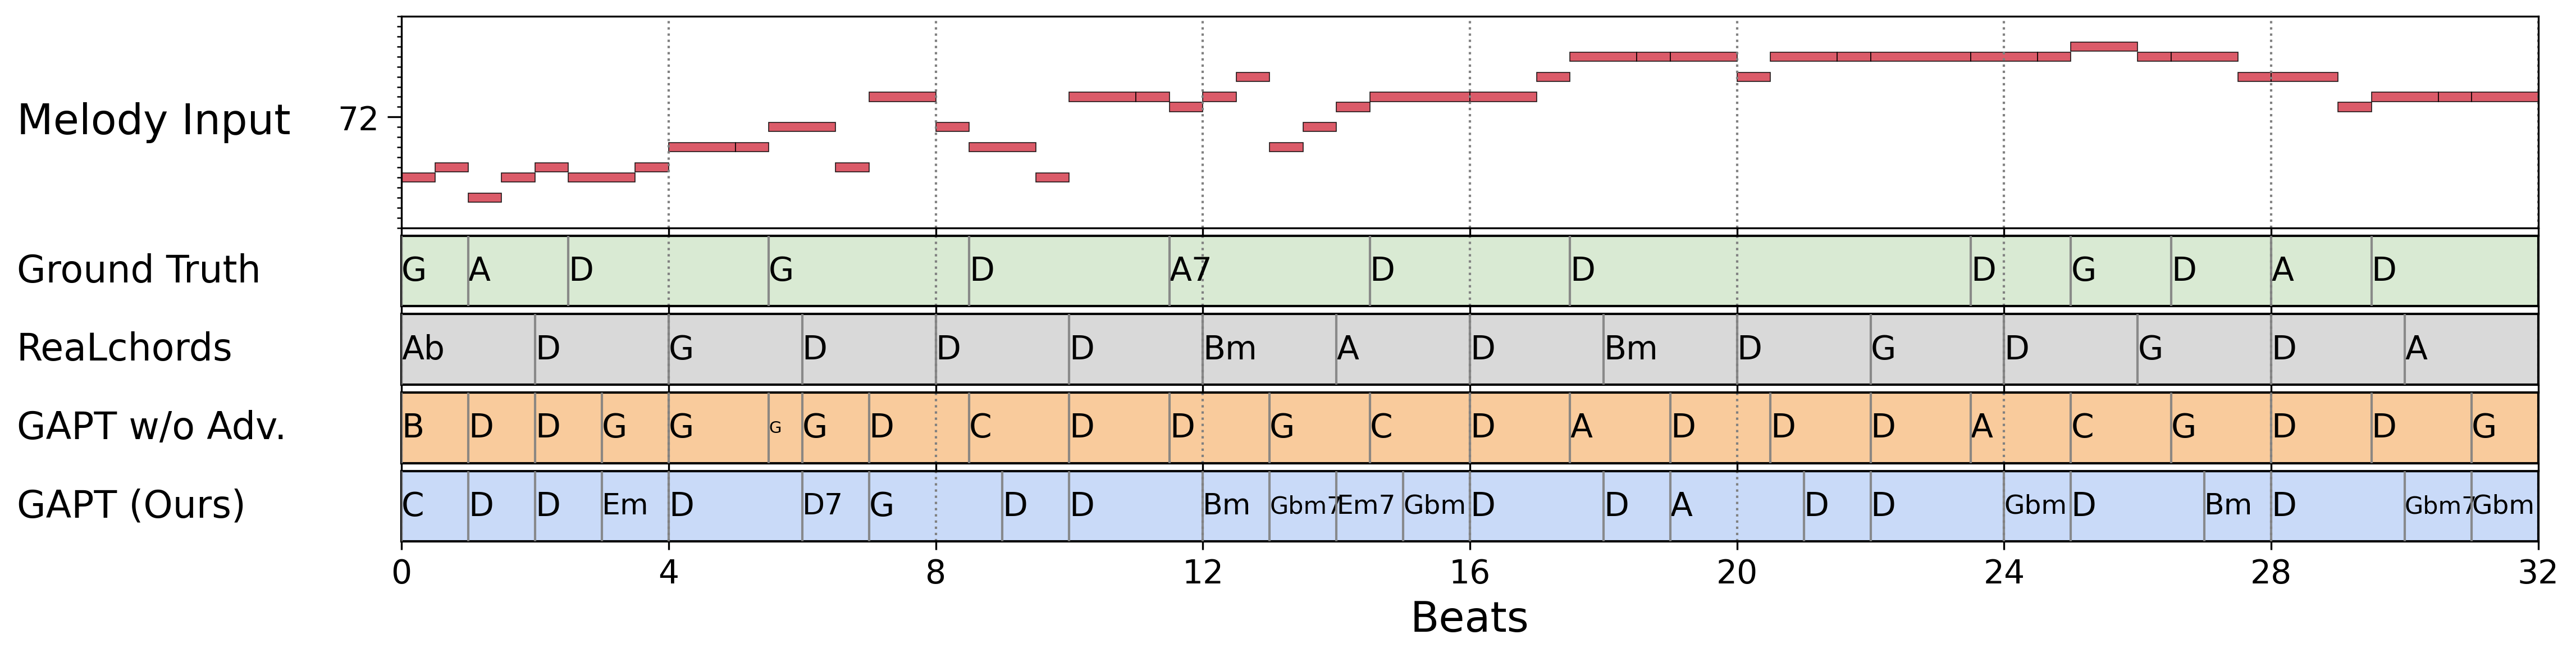 Melody Input 72
Ground Truth G A D G D A7 D D D G D A D
ReaLchords Ab D G D D D Bm A D Bm D G D G D A
GAPT w/o Adv. B D D G G G G D C D D G C D A D D D A C G D D G
GAPT (Ours) C D D Em D D7 G D D Bm Gbm7 Em7 Gbm D D A D D Gbm D Bm D Gbm7 Gbm
0 4 8 12 16 20 24 28 32
Beats